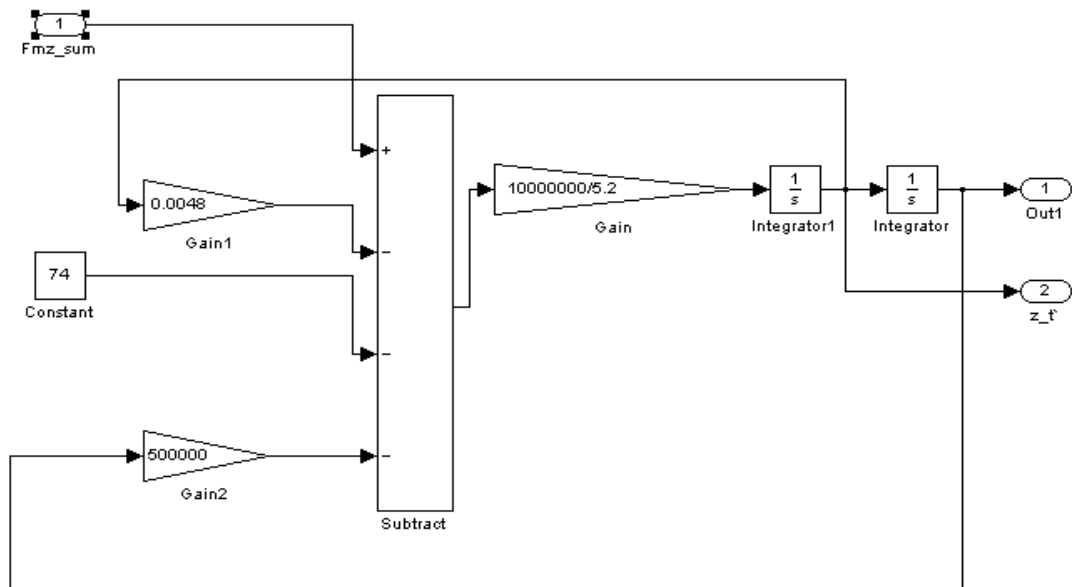 1
Fmz_sum
+
0.0048
Gain1
10000000/5.2
Gain
1
s
Integrator1
1
s
Integrator
1
Out1
−
74
Constant
2
z_f'
−
500000
Gain2
−
Subtract